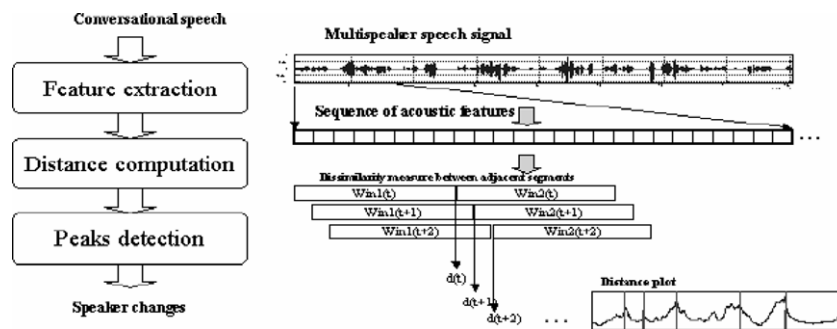 Conversational speech
Feature extraction
Distance computation
Peaks detection
Speaker changes
Multispeaker speech signal
Sequence of acoustic features
...
Dissimilarity measure between adjacent segments
Win1(t) Win2(t)
Win1(t+1) Win2(t+1)
Win1(t+2) Win2(t+2)
d(t)
d(t+1)
d(t+2) ...
Distance plot